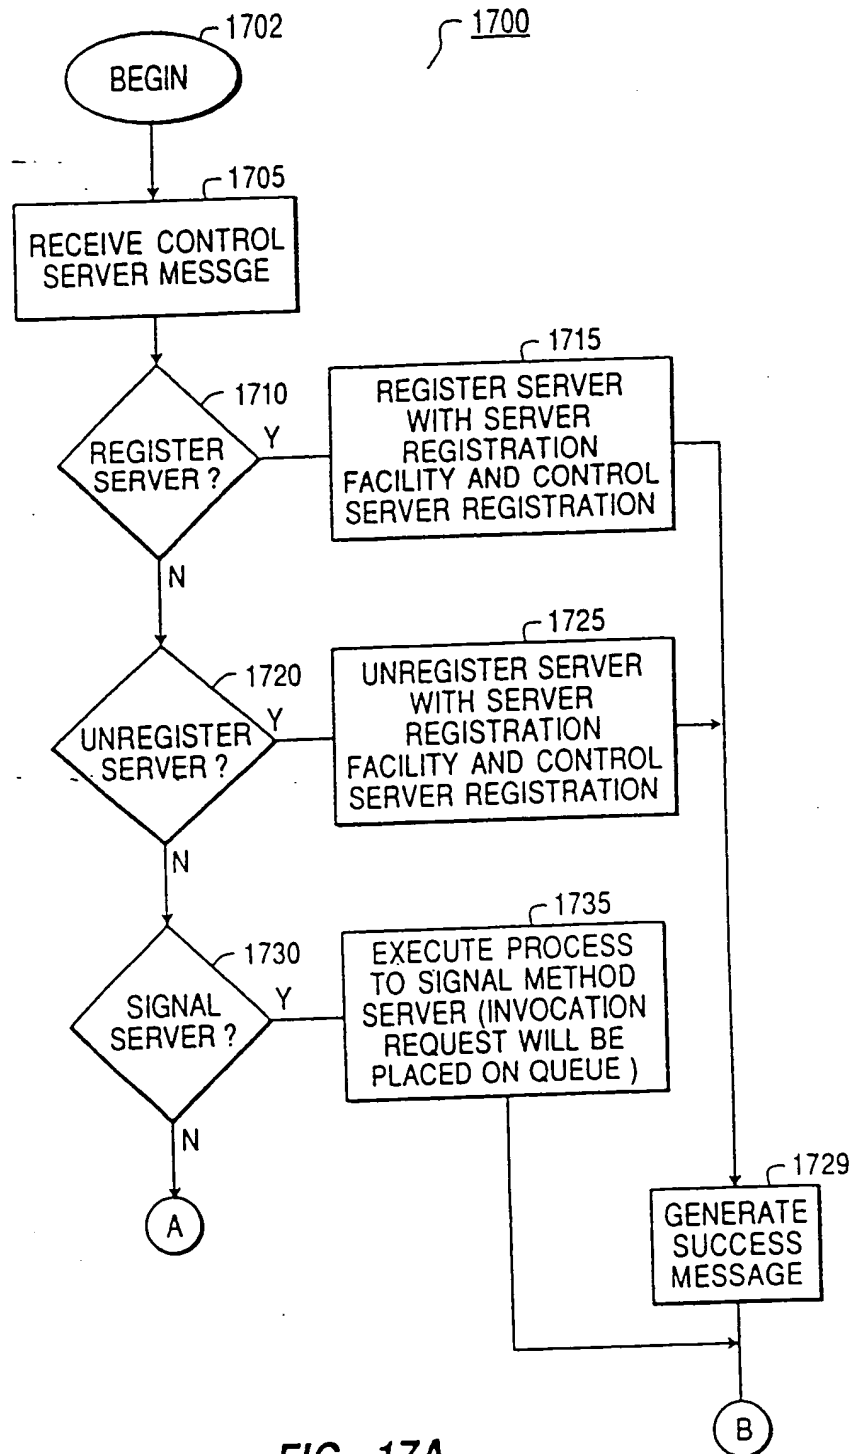 1702
1700
BEGIN
1705
RECEIVE CONTROL
SERVER MESSGE
1710
REGISTER
SERVER ?
Y
N
1715
REGISTER SERVER
WITH SERVER
REGISTRATION
FACILITY AND CONTROL
SERVER REGISTRATION
1720
UNREGISTER
SERVER ?
Y
N
1725
UNREGISTER SERVER
WITH SERVER
REGISTRATION
FACILITY AND CONTROL
SERVER REGISTRATION
1730
SIGNAL
SERVER ?
Y
N
1735
EXECUTE PROCESS
TO SIGNAL METHOD
SERVER (INVOCATION
REQUEST WILL BE
PLACED ON QUEUE )
A
1729
GENERATE
SUCCESS
MESSAGE
B
FIG. 17A